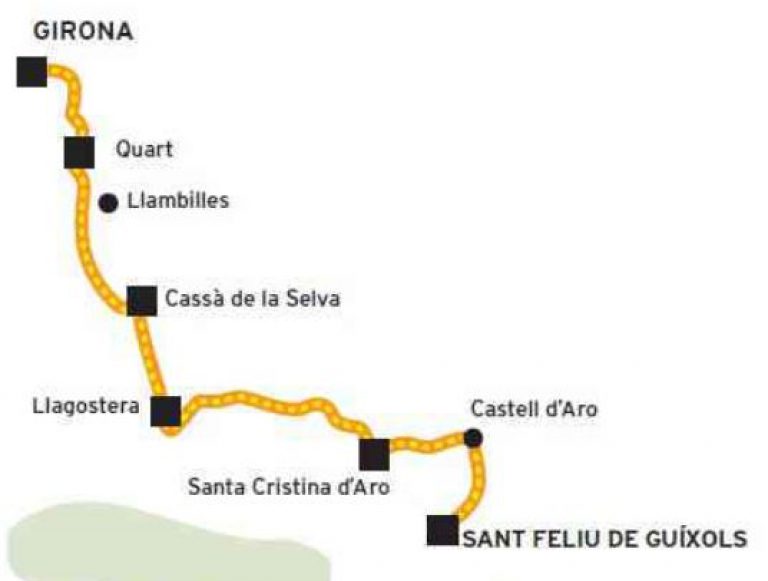 GIRONA
Quart
Llambilles
Cassà de la Selva
Llagostera
Castell d'Aro
Santa Cristina d'Aro
SANT FELIU DE GUÍXOLS